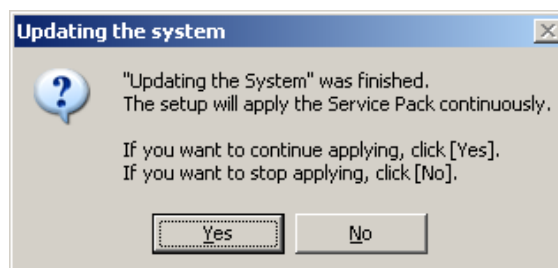 Updating the system
"Updating the System" was finished.
The setup will apply the Service Pack continuously.
If you want to continue applying, click [Yes].
If you want to stop applying, click [No].
Yes
No